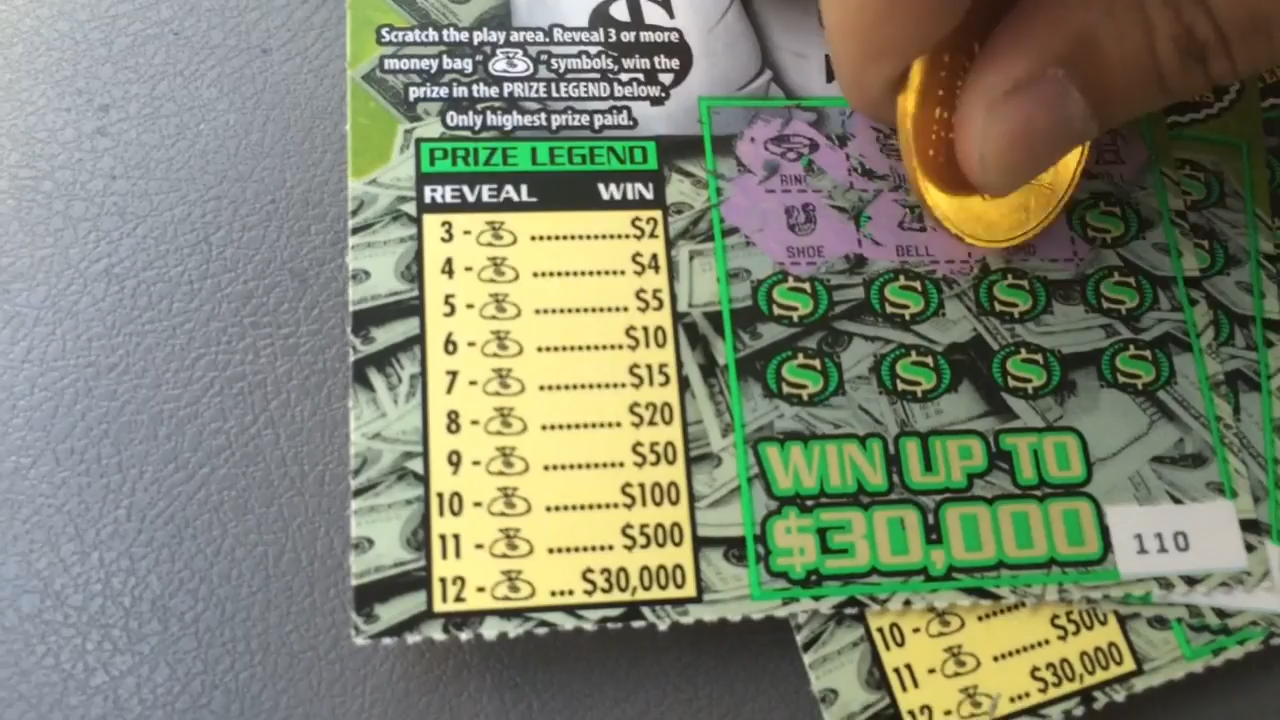 Scratch the play area. Reveal 3 or more
money bag " " symbols, win the
prize in the PRIZE LEGEND below.
Only highest prize paid.
PRIZE LEGEND
REVEAL WIN
3 - .............$2
4 - ............. $4
5 - ............. $5
6 - .............$10
7 - .............$15
8 - ........... $20
9 - ........... $50
10 - ..........$100
11 - ........ $500
12 - ... $30,000
SHOE BELL
WIN UP TO
$30,000
110
10 - ........ $500
11 - ... $30,000
12